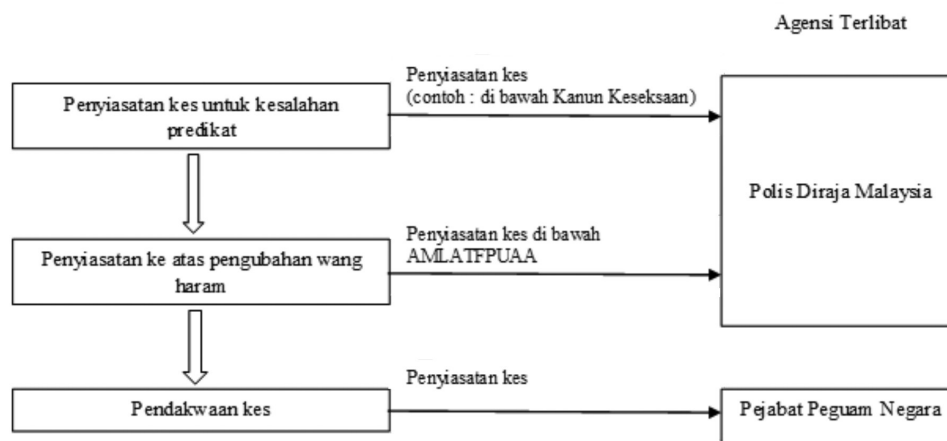 Agensi Terlibat
Penyiasatan kes
(contoh : di bawah Kanun Keseksaan)
Penyiasatan kes untuk kesalahan
predikat
Polis Diraja Malaysia
Penyiasatan kes di bawah
AMLATFPUAA
Penyiasatan ke atas pengubahan wang
haram
Penyiasatan kes
Pendakwaan kes
Pejabat Peguam Negara